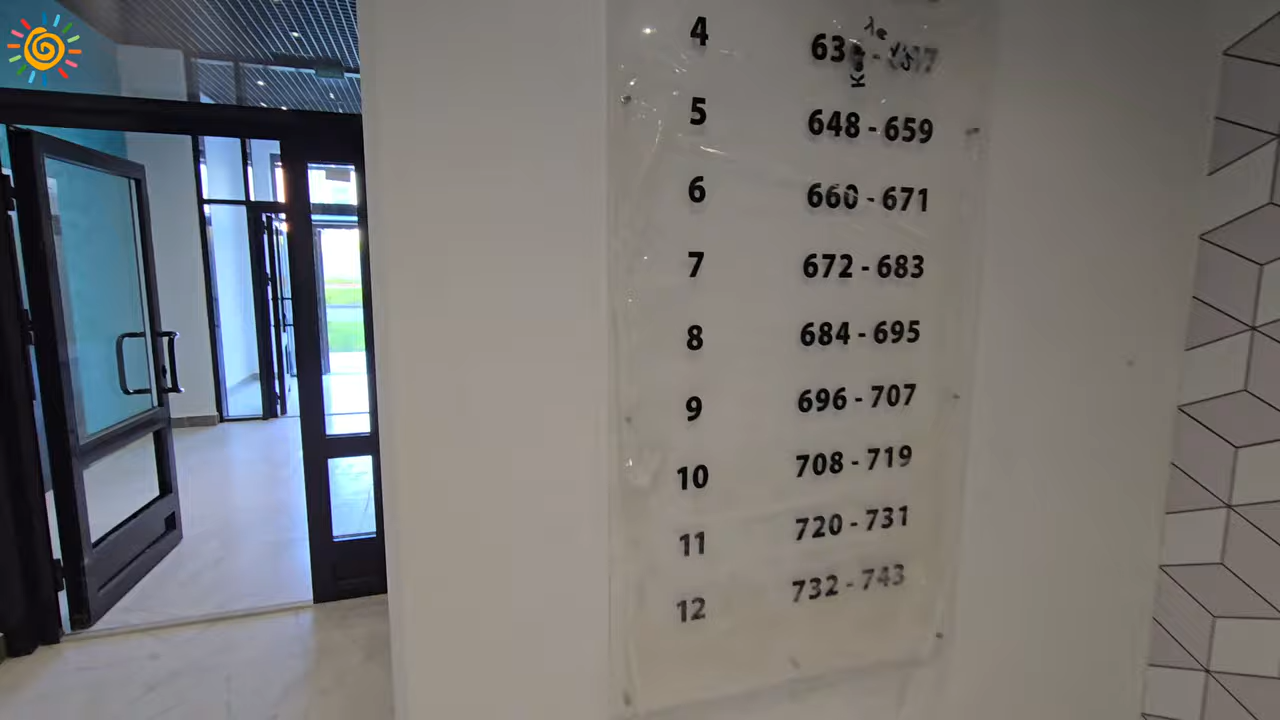 4
5 648 - 659
6 660 - 671
7 672 - 683
8 684 - 695
9 696 - 707
10 708 - 719
11 720 - 731
12 732 - 743